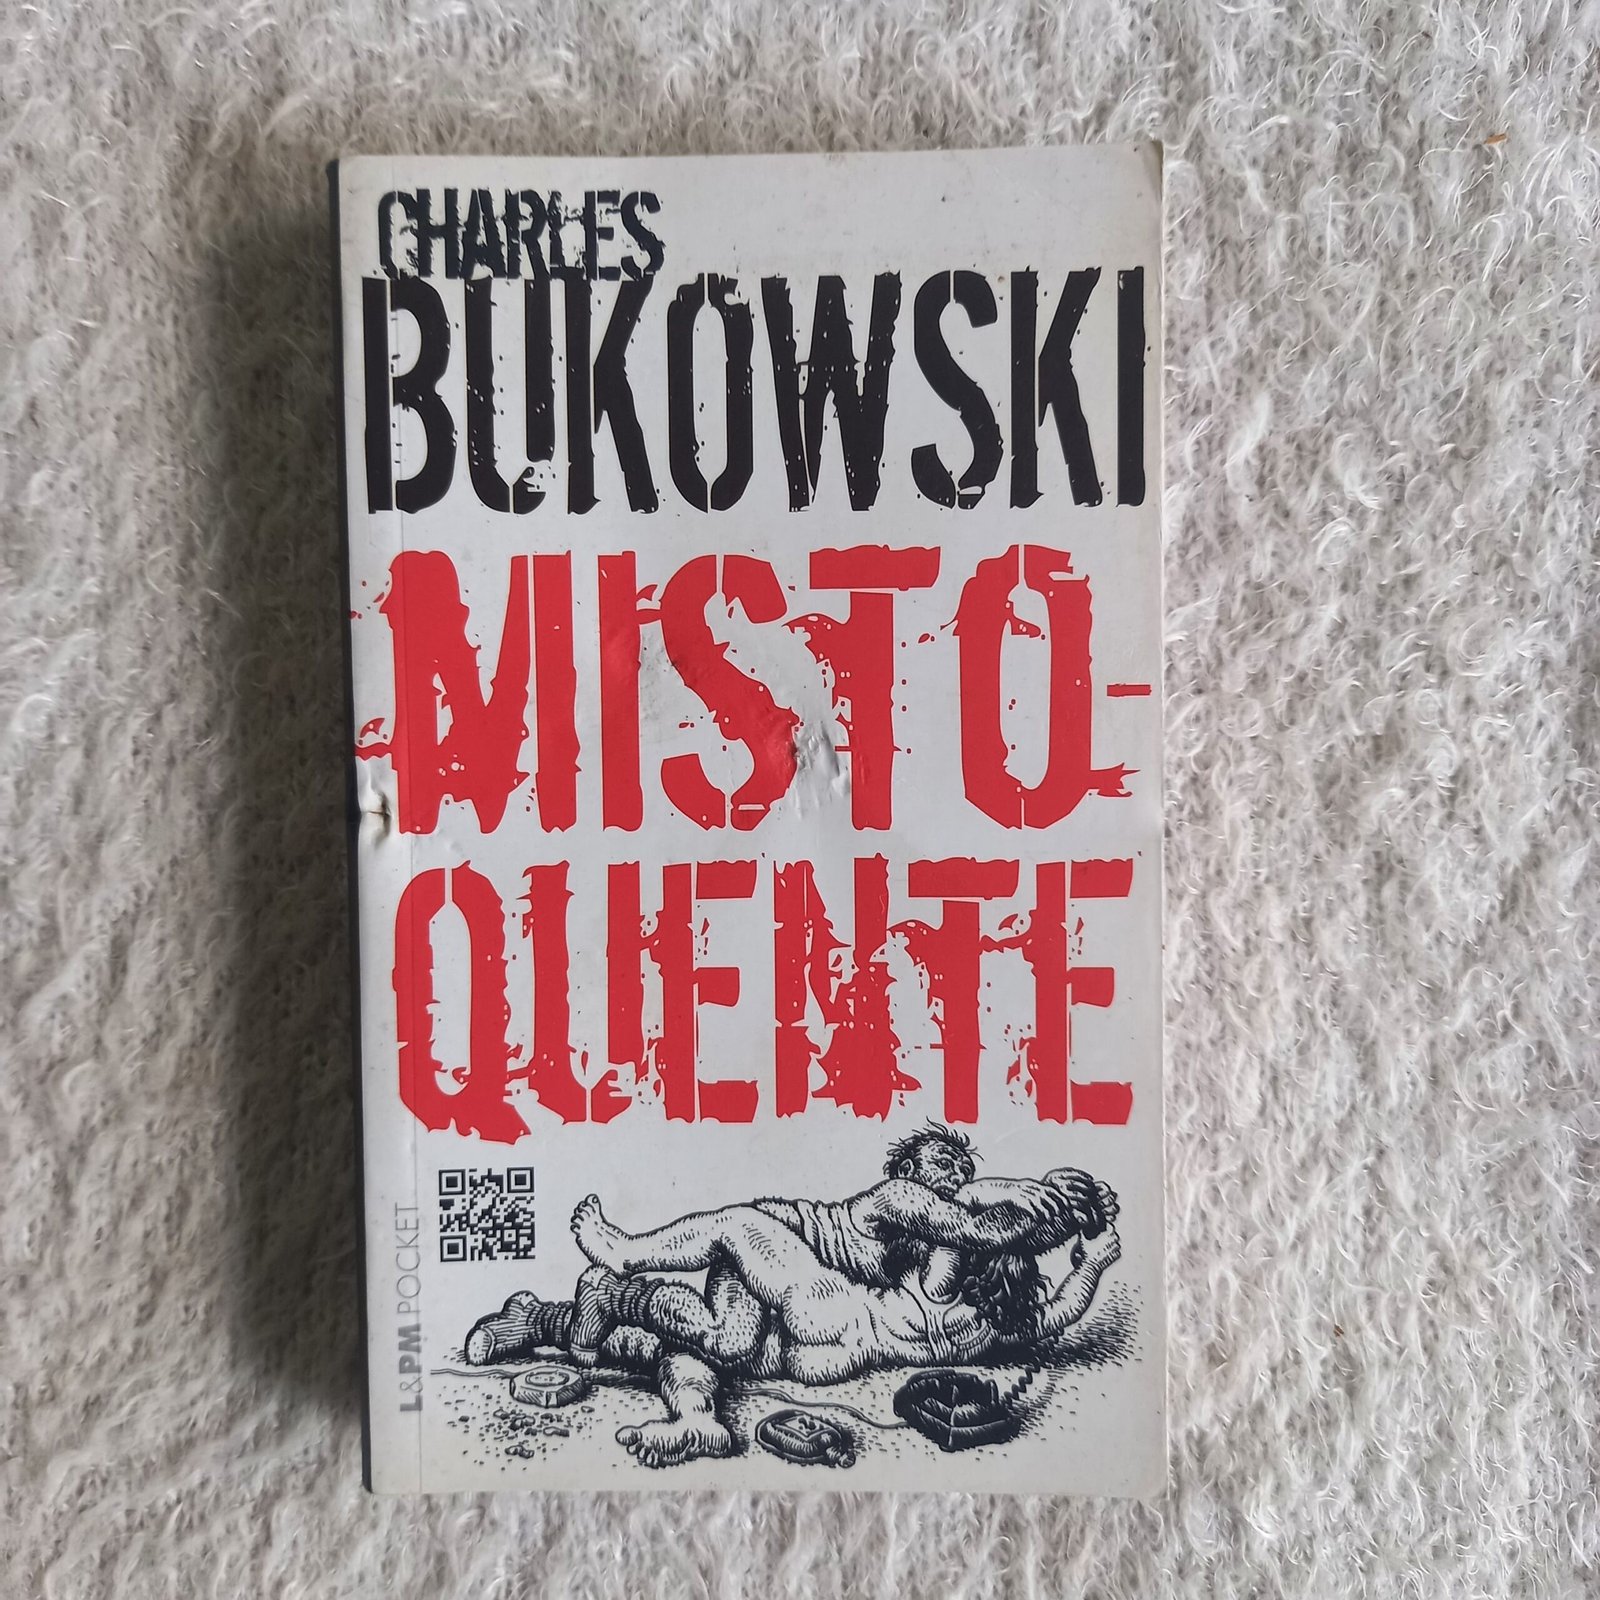 CHARLES
BUKOWSKI
MISTO-
QUENTE
L&PM POCKET